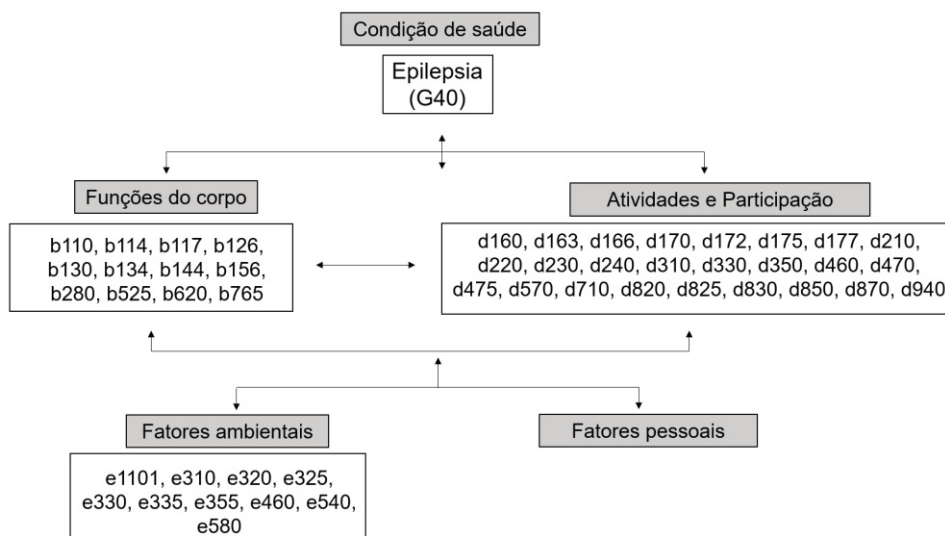 Condição de saúde
Epilepsia
(G40)
Funções do corpo
b110, b114, b117, b126,
b130, b134, b144, b156,
b280, b525, b620, b765
Atividades e Participação
d160, d163, d166, d170, d172, d175, d177, d210,
d220, d230, d240, d310, d330, d350, d460, d470,
d475, d570, d710, d820, d825, d830, d850, d870, d940
Fatores ambientais
e1101, e310, e320, e325,
e330, e335, e355, e460, e540,
e580
Fatores pessoais